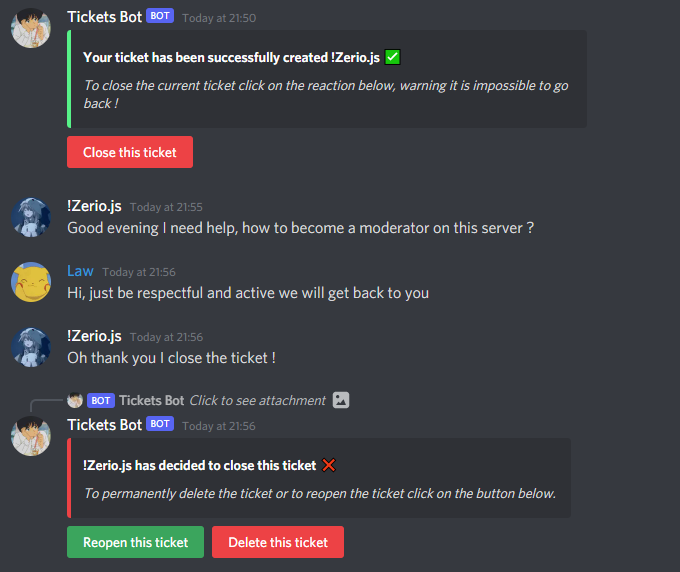 Tickets Bot BOT Today at 21:50
Your ticket has been successfully created !Zerio.js ✅
To close the current ticket click on the reaction below, warning it is impossible to go
back !
Close this ticket
!Zerio.js Today at 21:55
Good evening I need help, how to become a moderator on this server ?
Law Today at 21:56
Hi, just be respectful and active we will get back to you
!Zerio.js Today at 21:56
Oh thank you I close the ticket !
BOT Tickets Bot Click to see attachment
Tickets Bot BOT Today at 21:56
!Zerio.js has decided to close this ticket ❌
To permanently delete the ticket or to reopen the ticket click on the button below.
Reopen this ticket Delete this ticket